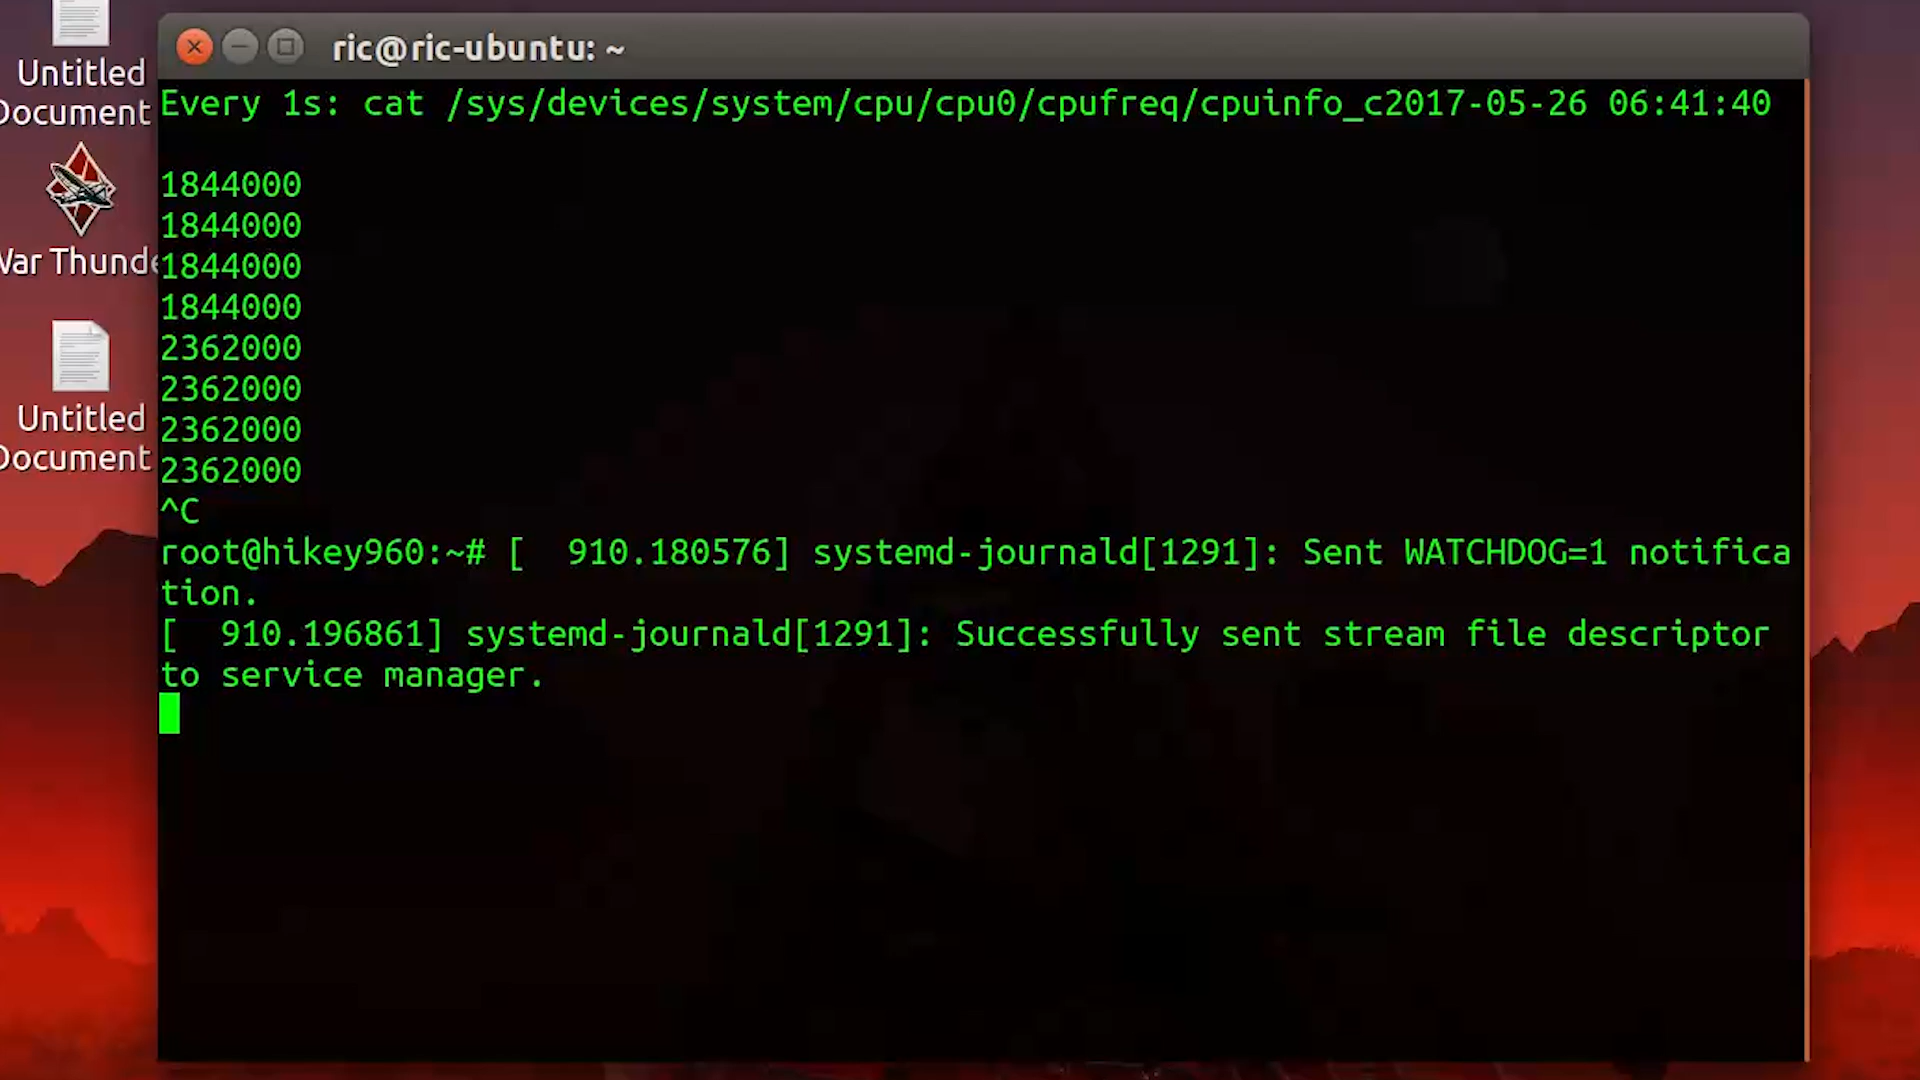 ric@ric-ubuntu: ~
Untitled
Document
War Thunde
Untitled
Document
Every 1s: cat /sys/devices/system/cpu/cpu0/cpufreq/cpuinfo_c2017-05-26 06:41:40
1844000
1844000
1844000
1844000
2362000
2362000
2362000
2362000
^C
root@hikey960:~# [  910.180576] systemd-journald[1291]: Sent WATCHDOG=1 notifica
tion.
[  910.196861] systemd-journald[1291]: Successfully sent stream file descriptor
to service manager.